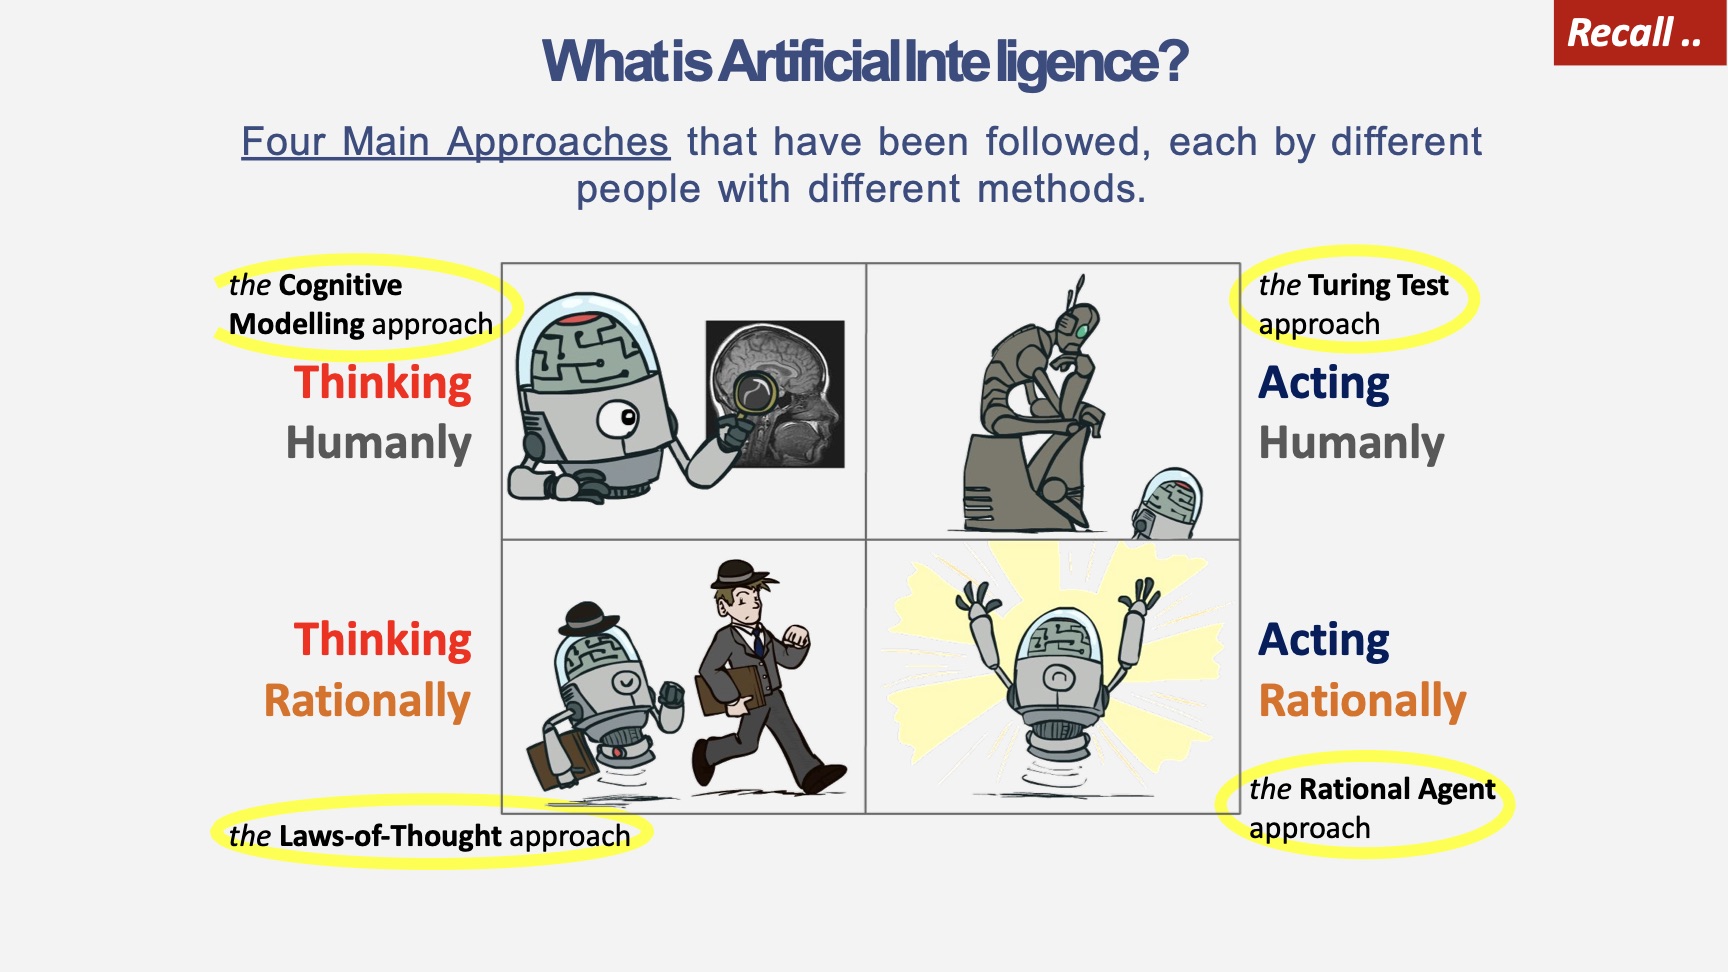 Recall ..
What is Artificial Inte ligence?
Four Main Approaches that have been followed, each by different
people with different methods.
the Cognitive
Modelling approach
Thinking
Humanly
the Turing Test
approach
Acting
Humanly
Thinking
Rationally
the Laws-of-Thought approach
Acting
Rationally
the Rational Agent
approach